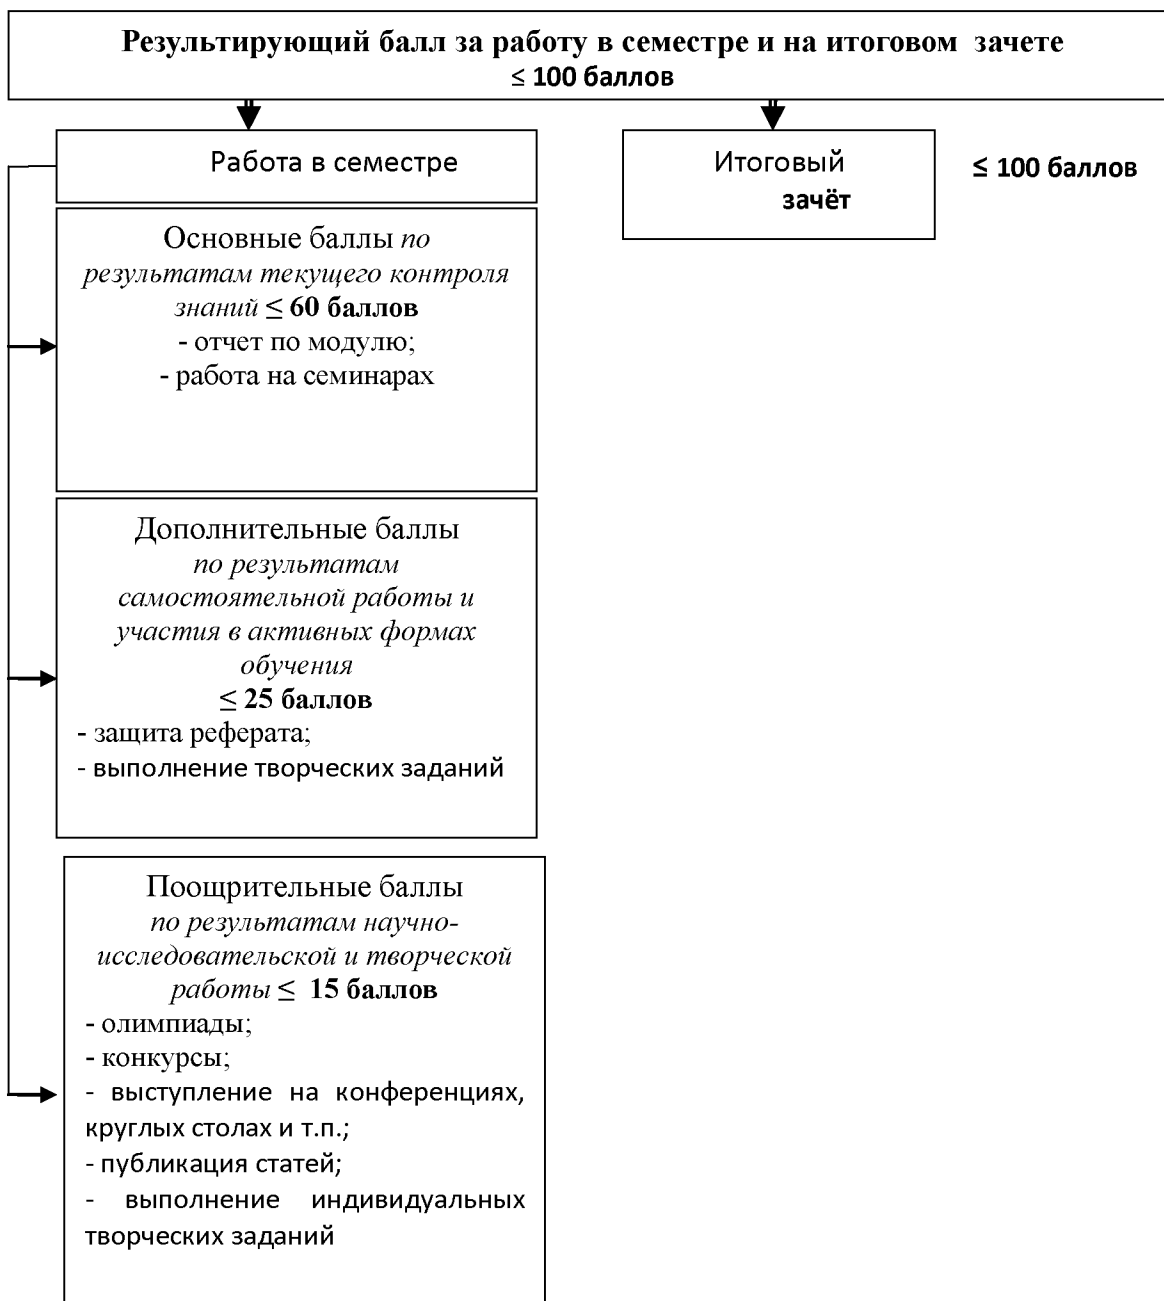 Результирующий балл за работу в семестре и на итоговом зачете
≤ 100 баллов
Работа в семестре
Итоговый
зачёт
≤ 100 баллов
Основные баллы по
результатам текущего контроля
знаний ≤ 60 баллов
- отчет по модулю;
- работа на семинарах
Дополнительные баллы
по результатам
самостоятельной работы и
участия в активных формах
обучения
≤ 25 баллов
- защита реферата;
- выполнение творческих заданий
Поощрительные баллы
по результатам научно-
исследовательской и творческой
работы ≤ 15 баллов
- олимпиады;
- конкурсы;
- выступление на конференциях,
круглых столах и т.п.;
- публикация статей;
- выполнение индивидуальных
творческих заданий